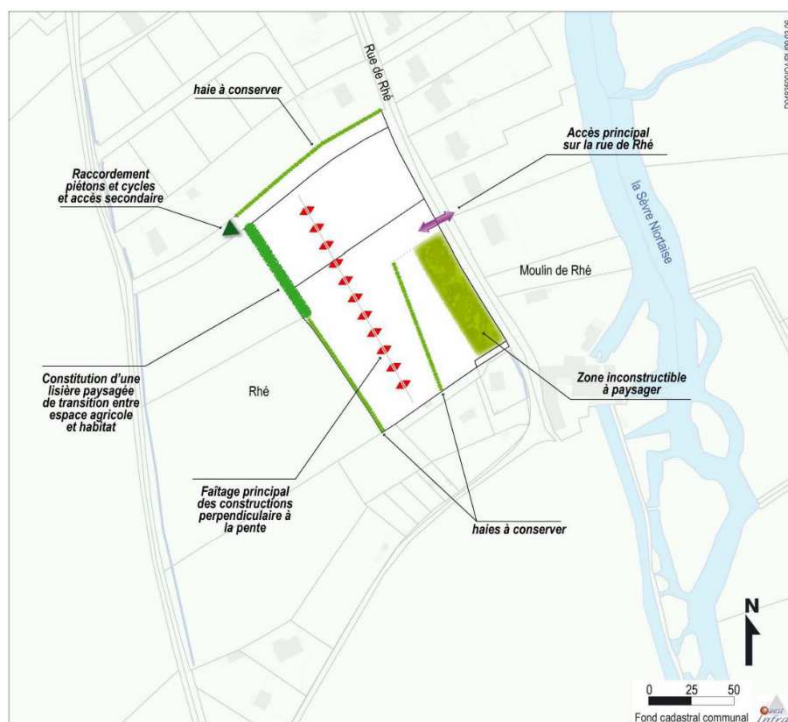 Rue de Rhé
haie à conserver
Accès principal
sur la rue de Rhé
Raccordement
piétons et cycles
et accès secondaire
la Sèvre Niortaise
Moulin de Rhé
Constitution d'une
lisière paysagée
de transition entre
espace agricole
et habitat
Rhé
Zone inconstructible
à paysager
Faîtage principal
des constructions
perpendiculaire à
la pente
haies à conserver
N
0 25 50
Fond cadastral communal